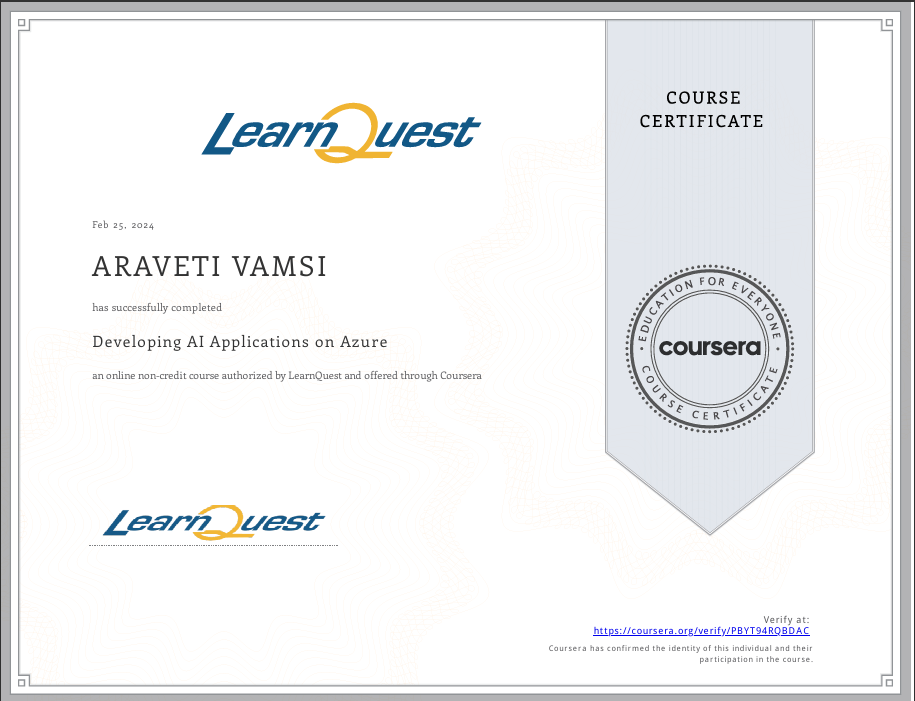 LearnQuest
COURSE
CERTIFICATE
Feb 25, 2024
ARAVETI VAMSI
has successfully completed
Developing AI Applications on Azure
an online non-credit course authorized by LearnQuest and offered through Coursera
EDUCATION FOR EVERYONE
coursera
COURSE CERTIFICATE
LearnQuest
Verify at:
https://coursera.org/verify/PBYT94RQBDAC
Coursera has confirmed the identity of this individual and their
participation in the course.